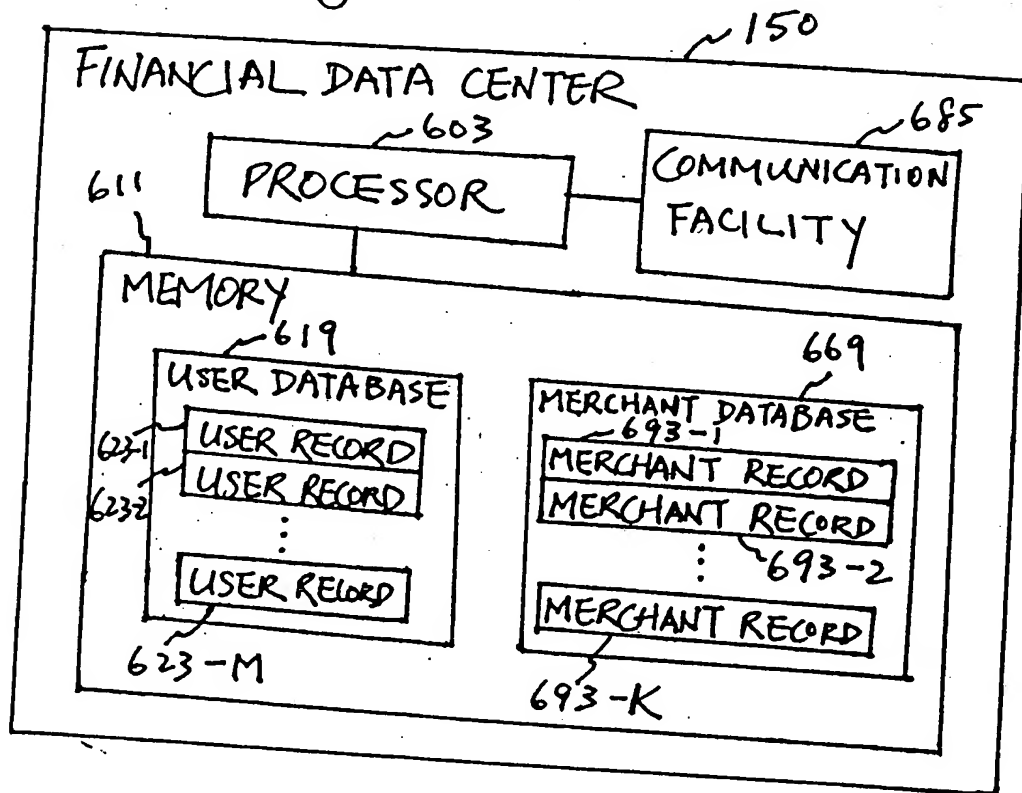 150
FINANCIAL DATA CENTER
603
685
PROCESSOR
COMMUNICATION
FACILITY
611
MEMORY
619
USER DATABASE
623-1
USER RECORD
623-2
USER RECORD
USER RECORD
623-M
669
MERCHANT DATABASE
693-1
MERCHANT RECORD
MERCHANT RECORD
693-2
MERCHANT RECORD
693-K